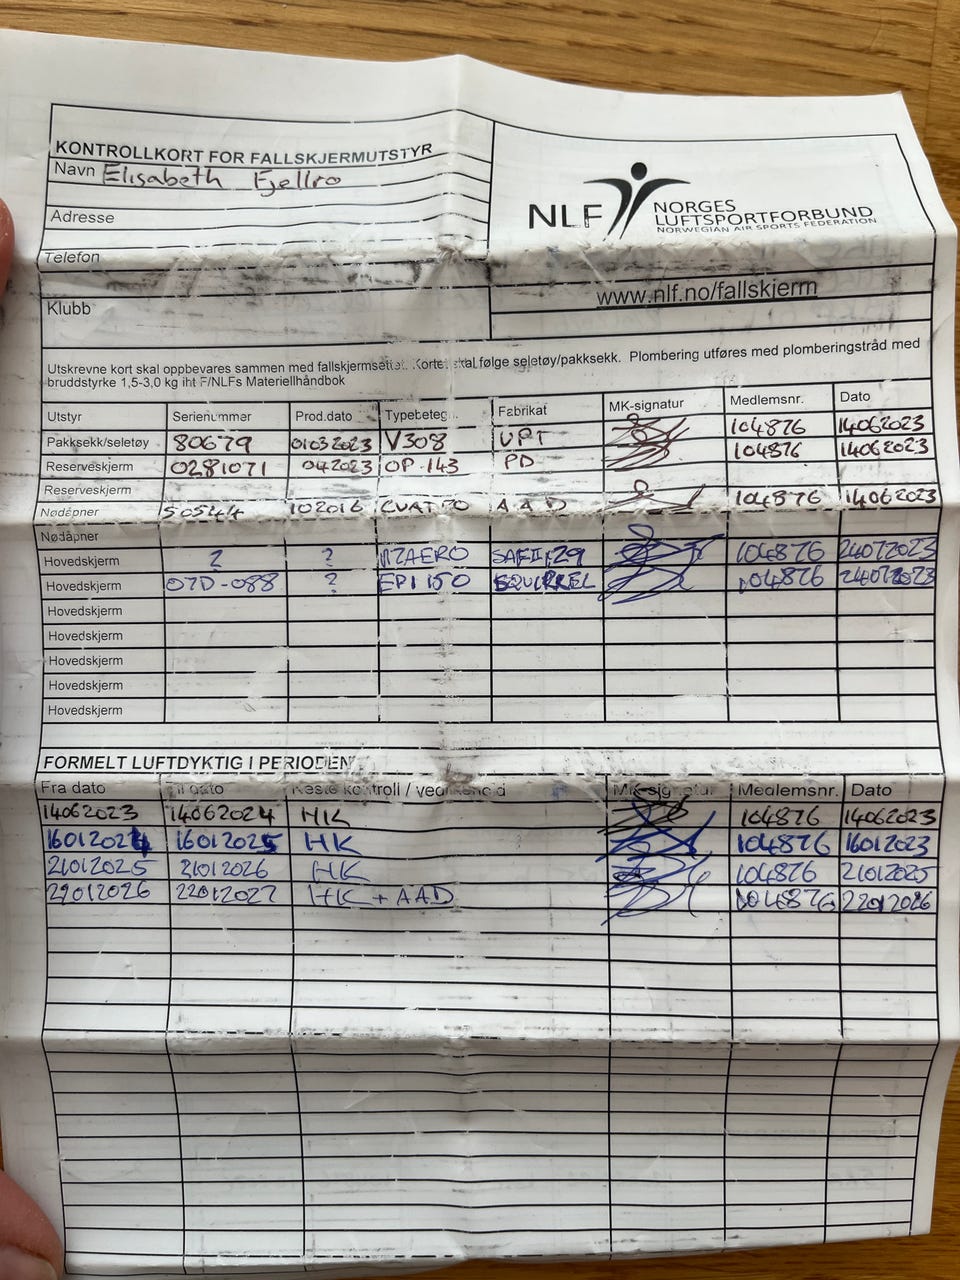 KONTROLLKORT FOR FALLSKJERMUTSTYR
Navn Elisabeth Fjellro
Adresse
Telefon
Klubb
NLF NORGES LUFTSPORTFORBUND
NORWEGIAN AIR SPORTS FEDERATION
www.nlf.no/fallskjerm
Utskrevne kort skal oppbevares sammen med fallskjermsettet. Kortet skal følge seletøy/pakksekk. Plombering utføres med plomberingstråd med
bruddstyrke 1,5-3,0 kg iht F/NLFs Materiellhåndbok
Utstyr Serienummer Prod.dato Typebetegn. Fabrikat MK-signatur Medlemsnr. Dato
Pakksekk/seletøy 80679 01032023 V308 UPT 104876 14062023
Reserveskjerm 0281071 042023 OP-143 PD 104876 14062023
Reserveskjerm
Nødåpner 505244 102016 CUATRO AAD 104876 14062023
Nødåpner
Hovedskjerm ? ? 104876 24072023
Hovedskjerm 07D-088 ? EPI 150 SQUIRREL 104876 24072023
Hovedskjerm
Hovedskjerm
Hovedskjerm
Hovedskjerm
Hovedskjerm
FORMELT LUFTDYKTIG I PERIODEN
Fra dato Til dato Neste kontroll / vedlikehold MK-signatur Medlemsnr. Dato
14062023 14062024 HK 104876 14062023
16012024 16012025 HK 104876 16012023
21012025 21012026 HK 104876 21012025
22012026 22012027 HK + AAD 104876 22012026